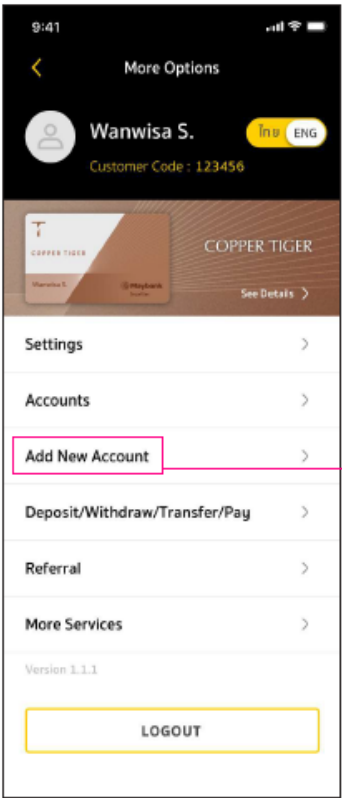 9:41
More Options
Wanwisa S.
ไทย ENG
Customer Code : 123456
COPPER TIGER
COPPER TIGER
Wanwisa S.
Maybank
See Details
Settings
Accounts
Add New Account
Deposit/Withdraw/Transfer/Pay
Referral
More Services
Version 1.1.1
LOGOUT